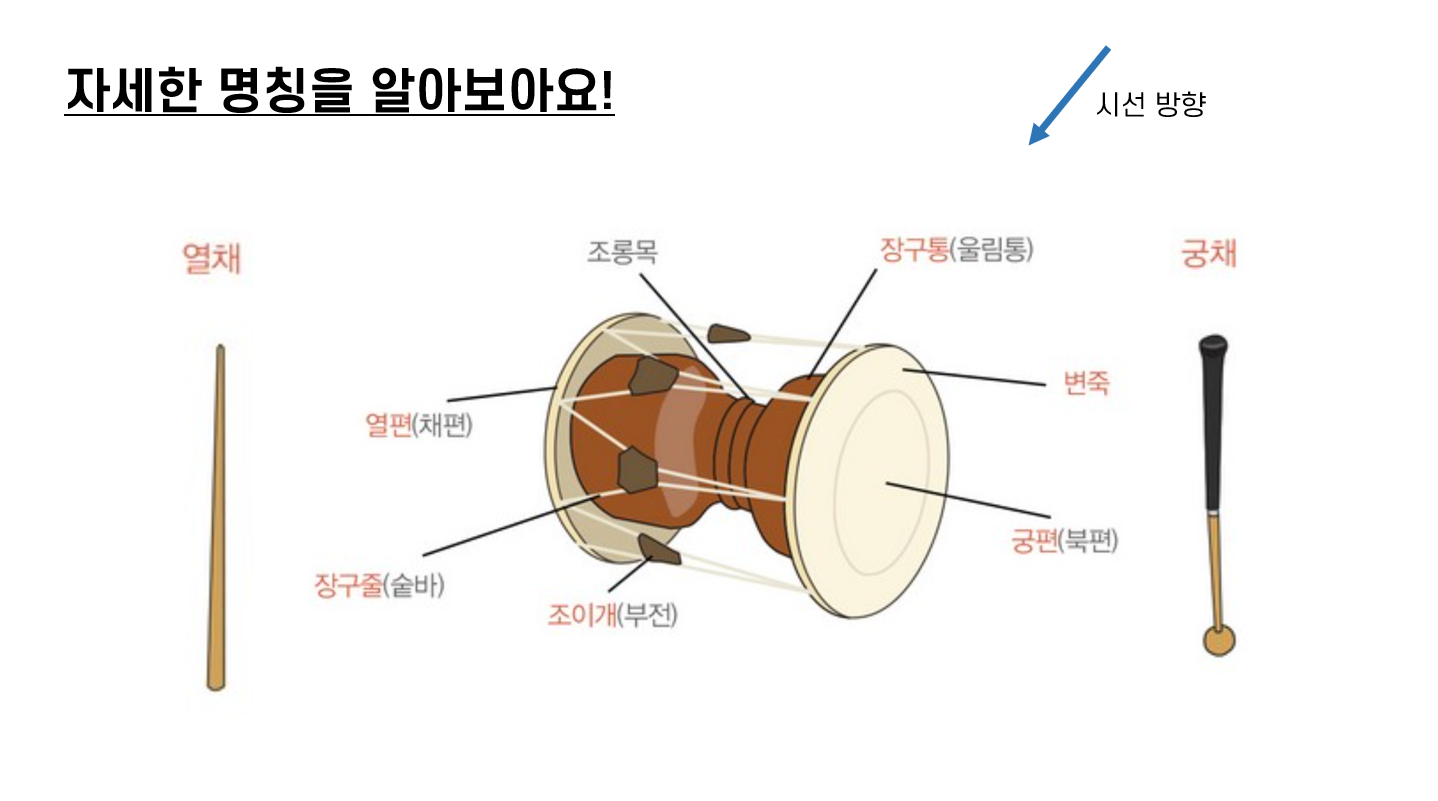 자세한 명칭을 알아보아요!
시선 방향
열채
조롱목
장구통(울림통)
궁채
변죽
열편(채편)
궁편(북편)
장구줄(숱바)
조이개(부전)